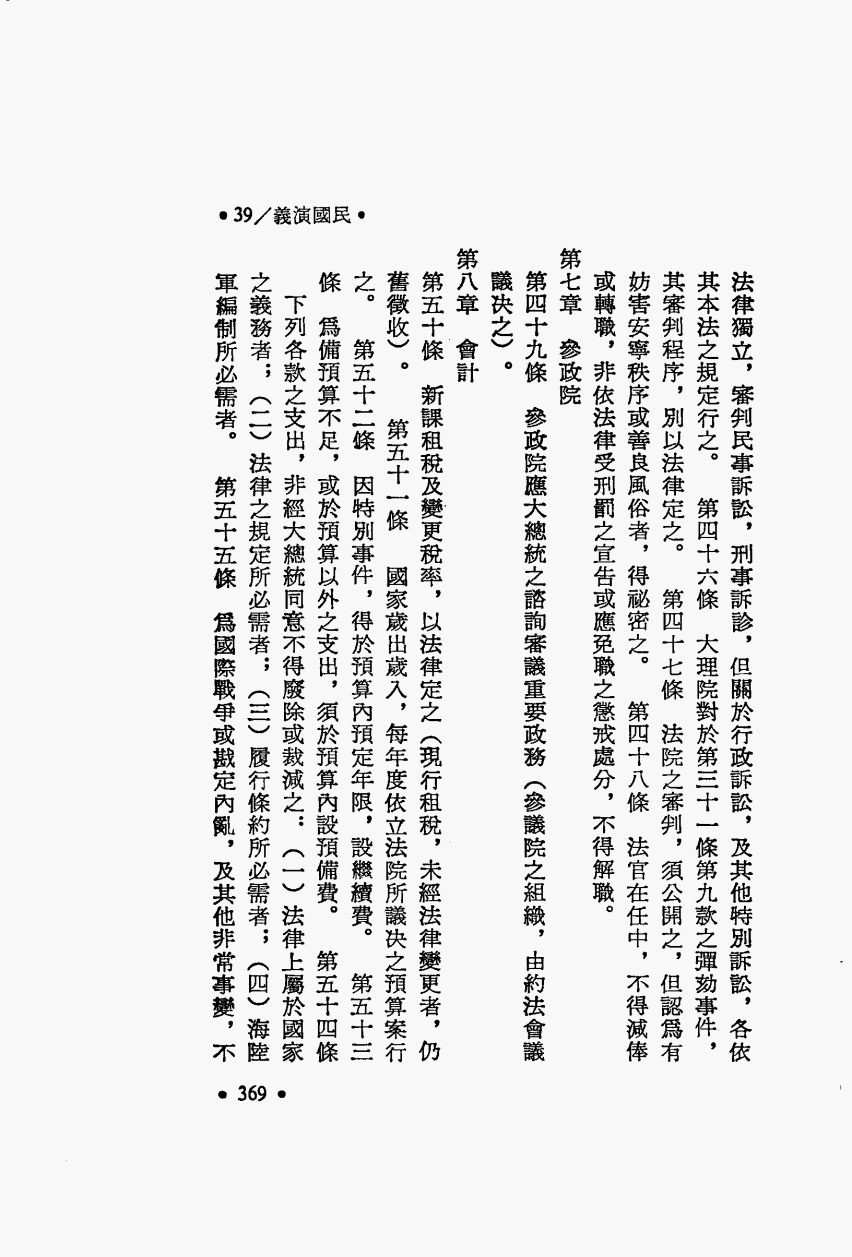 •39／義演國民•
法律獨立，審判民事訴訟，刑事訴診，但關於行政訴訟，及其他特別訴訟，各依
其本法之規定行之。　第四十六條　大理院對於第三十一條第九款之彈劾事件，
其審判程序，別以法律定之。　第四十七條　法院之審判，須公開之，但認爲有
妨害安寧秩序或善良風俗者，得祕密之。　第四十八條　法官在任中，不得減俸
或轉職，非依法律受刑罰之宣告或應免職之懲戒處分，不得解職。
第七章　參政院
第四十九條　參政院應大總統之諮詢審議重要政務（參議院之組織，由約法會議
議決之）。
第八章　會計
第五十條　新課租稅及變更稅率，以法律定之（現行租稅，未經法律變更者，仍
舊徵收）。　第五十一條　國家歲出歲入，每年度依立法院所議決之預算案行
之。　第五十二條　因特別事件，得於預算內預定年限，設繼續費。　第五十三
條　爲備預算不足，或於預算以外之支出，須於預算內設預備費。　第五十四條
下列各款之支出，非經大總統同意不得廢除或裁減之：（一）法律上屬於國家
之義務者；（二）法律之規定所必需者；（三）履行條約所必需者；（四）海陸
軍編制所必需者。　第五十五條　爲國際戰爭或戡定內亂，及其他非常事變，不
•369•